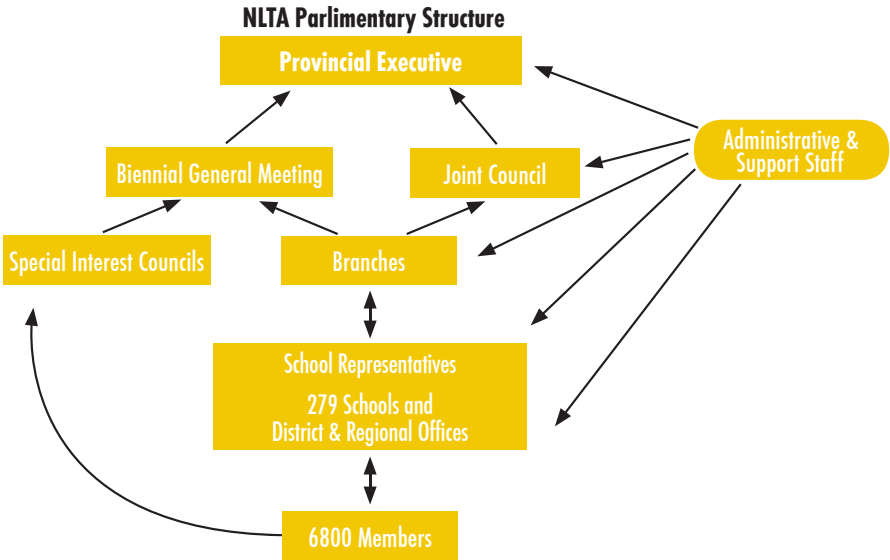 NLTA Parlimentary Structure
Provincial Executive
Administrative &
Support Staff
Biennial General Meeting
Joint Council
Special Interest Councils
Branches
School Representatives
279 Schools and
District & Regional Offices
6800 Members